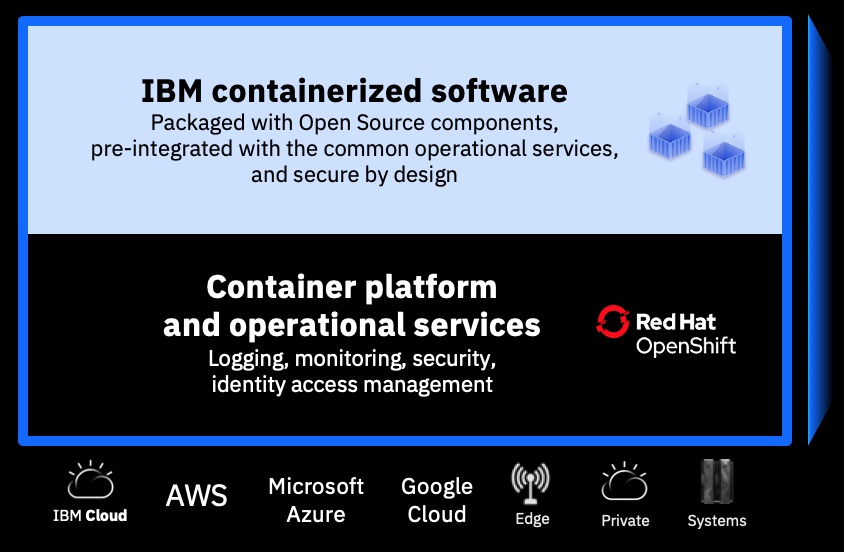 IBM containerized software
Packaged with Open Source components,
pre-integrated with the common operational services,
and secure by design
Container platform
and operational services
Logging, monitoring, security,
identity access management
Red Hat
OpenShift
IBM Cloud
AWS
Microsoft
Azure
Google
Cloud
Edge
Private
Systems